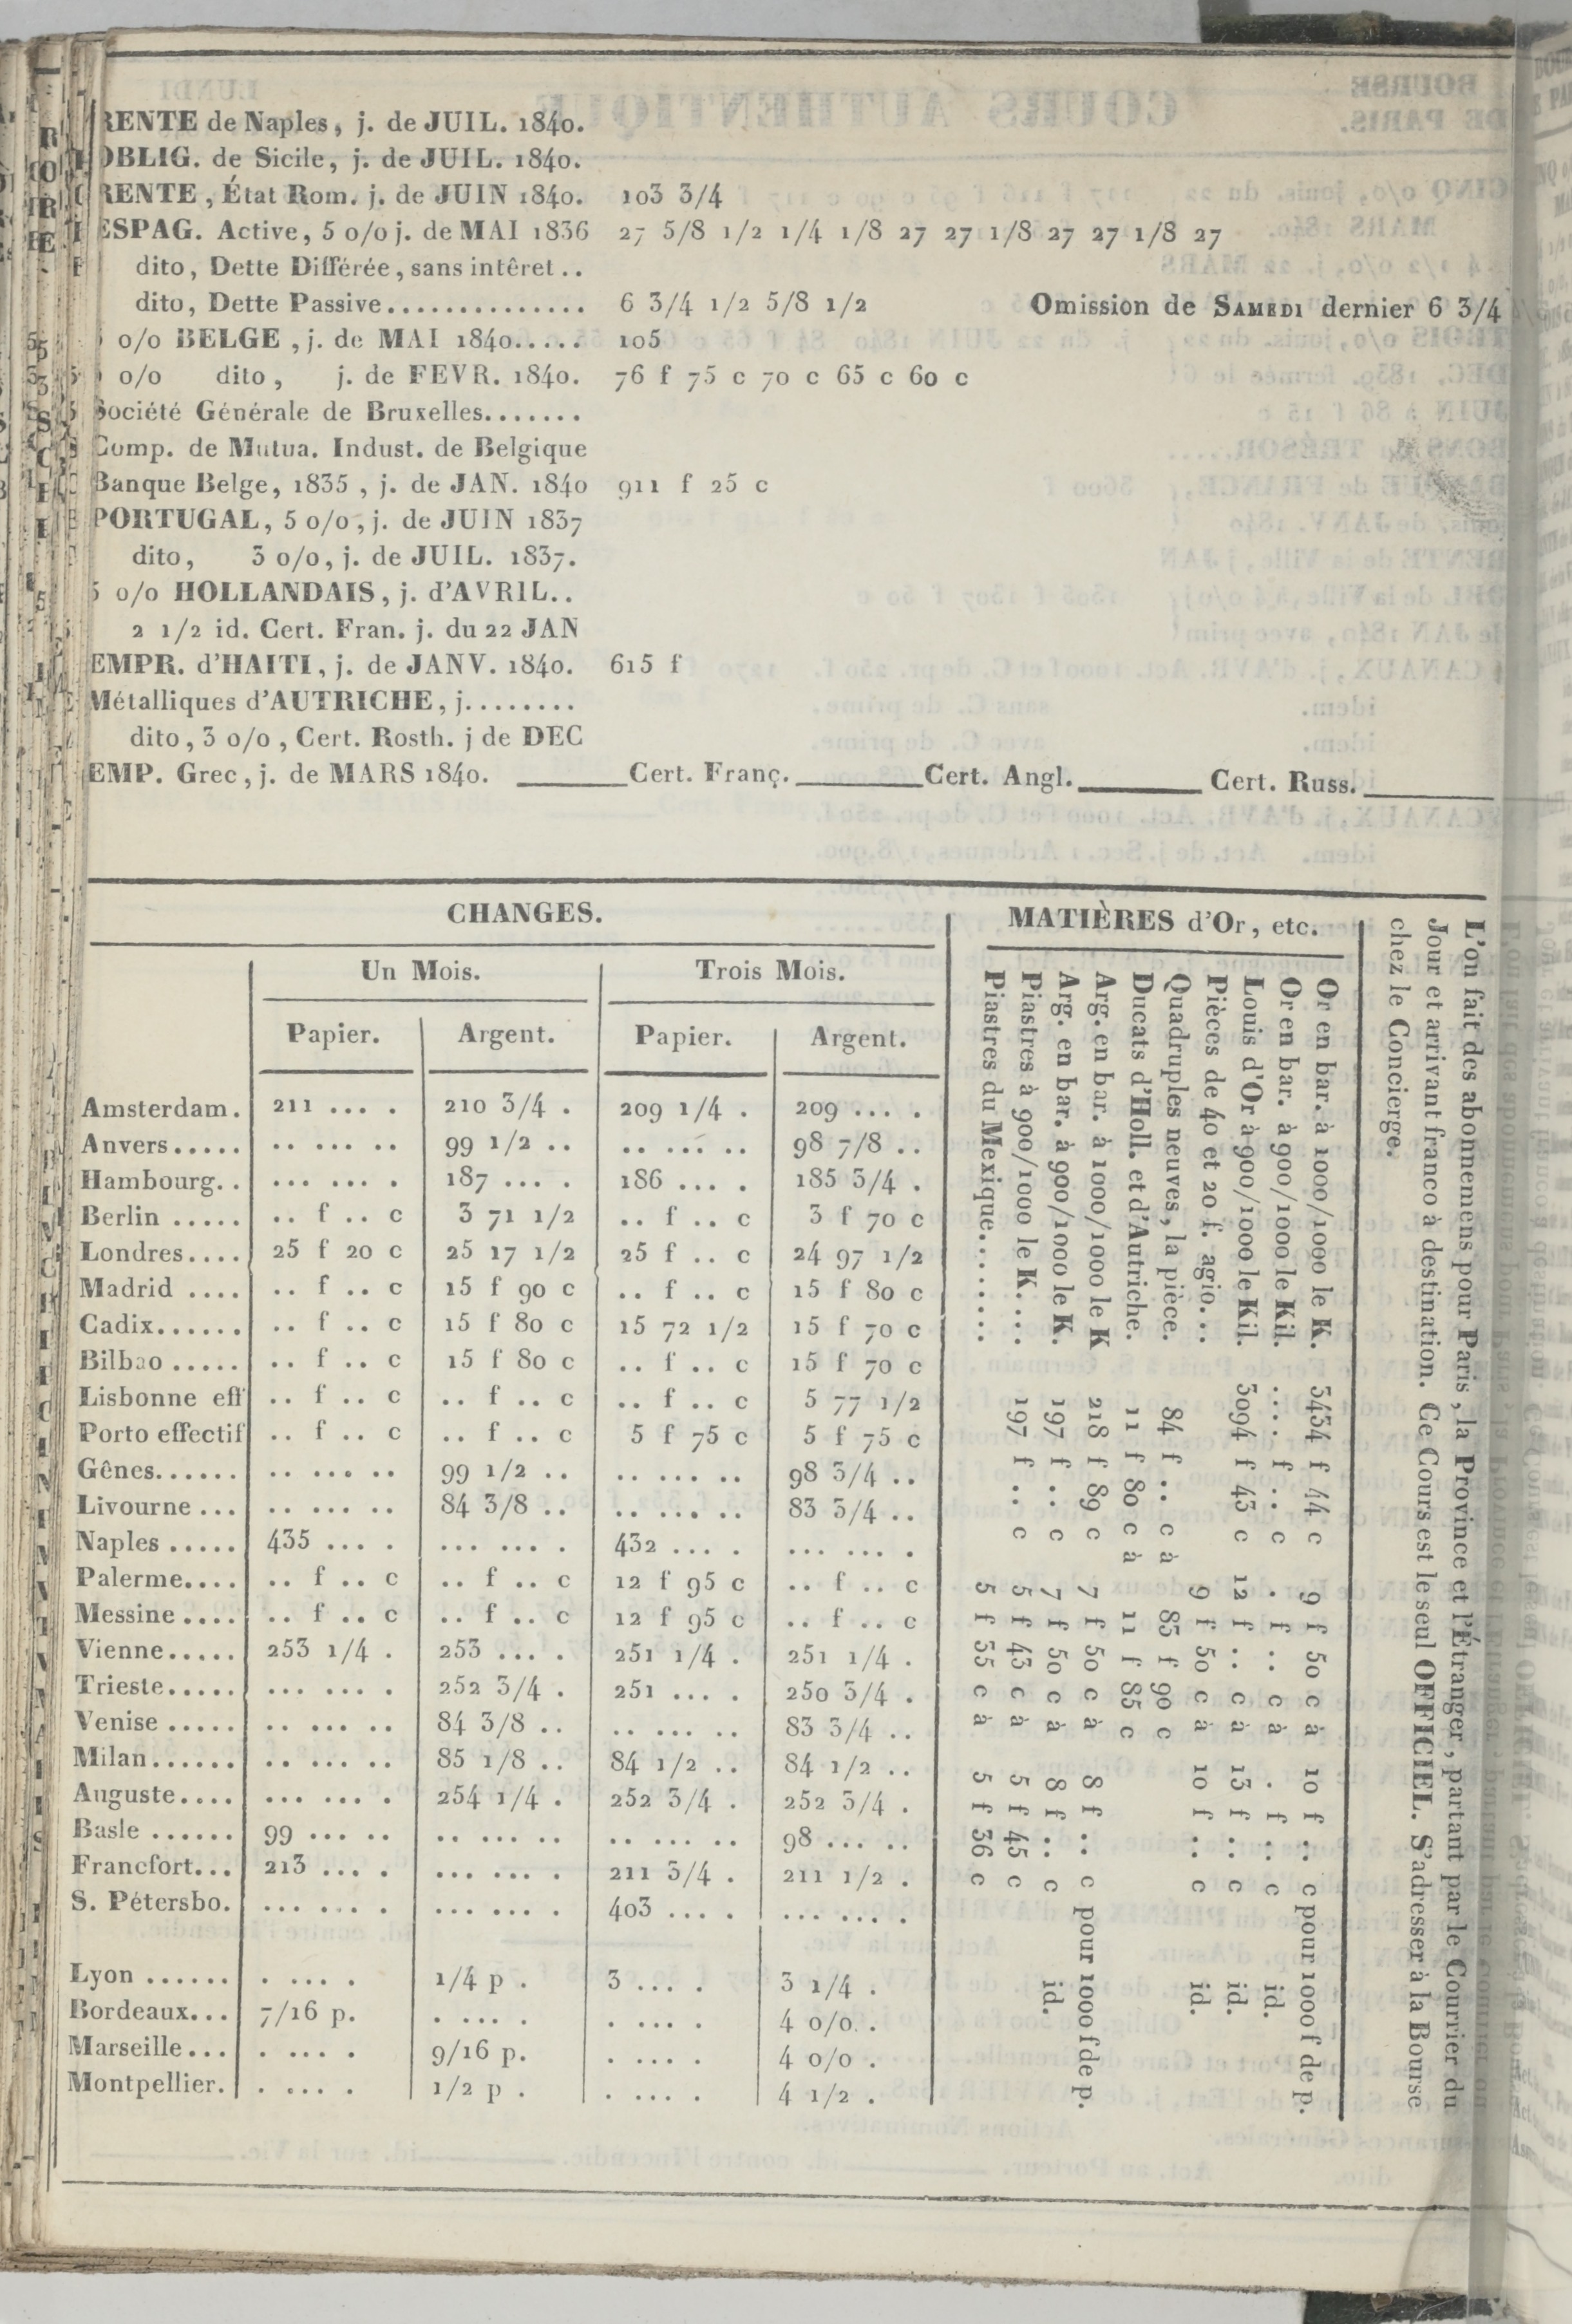 RENTE de Naples, j. de JUIL. 1840.
OBLIG. de Sicile, j. de JUIL. 1840.
RENTE, État Rom. j. de JUIN 1840. 103 3/4
ESPAG. Active, 5 o/o j. de MAI 1836 27 5/8 1/2 1/4 1/8 27 27 1/8 27 27 1/8 27
dito, Dette Différée, sans intêret..
dito, Dette Passive.............. 6 3/4 1/2 5/8 1/2 Omission de SAMEDI dernier 6 3/4
o/o BELGE, j. de MAI 1840..... 105
o/o dito, j. de FEVR. 1840. 76 f 75 c 70 c 65 c 60 c
Société Générale de Bruxelles.......
Comp. de Mutua. Indust. de Belgique
Banque Belge, 1835, j. de JAN. 1840 911 f 25 c
PORTUGAL, 5 o/o, j. de JUIN 1837
dito, 3 o/o, j. de JUIL. 1837.
5 o/o HOLLANDAIS, j. d'AVRIL..
2 1/2 id. Cert. Fran. j. du 22 JAN
EMPR. d'HAITI, j. de JANV. 1840. 615 f
Métalliques d'AUTRICHE, j........
dito, 3 o/o, Cert. Rosth. j de DEC
EMP. Grec, j. de MARS 1840. ______ Cert. Franç. ______ Cert. Angl. ______ Cert. Russ. ______
CHANGES.
Un Mois. Trois Mois.
Papier. Argent. Papier. Argent.
Amsterdam. 211 ... . 210 3/4 . 209 1/4 . 209 ... .
Anvers..... .. ... .. 99 1/2 .. .. ... .. 98 7/8 ..
Hambourg.. ... ... . 187 ... . 186 ... . 185 3/4 .
Berlin ..... .. f .. c 3 71 1/2 .. f .. c 3 f 70 c
Londres.... 25 f 20 c 25 17 1/2 25 f .. c 24 97 1/2
Madrid .... .. f .. c 15 f 90 c .. f .. c 15 f 80 c
Cadix...... .. f .. c 15 f 80 c 15 72 1/2 15 f 70 c
Bilbao ..... .. f .. c 15 f 80 c .. f .. c 15 f 70 c
Lisbonne eff .. f .. c .. f .. c .. f .. c 5 77 1/2
Porto effectif .. f .. c .. f .. c 5 f 75 c 5 f 75 c
Gênes...... .. ... .. 99 1/2 .. .. ... .. 98 3/4 ..
Livourne ... .. ... .. 84 3/8 .. .. ... .. 83 3/4 ..
Naples ..... 435 ... . ... ... . 432 ... . ... ... .
Palerme.... .. f .. c .. f .. c 12 f 95 c .. f .. c
Messine .... .. f .. c .. f .. c 12 f 95 c .. f .. c
Vienne..... 253 1/4 . 253 ... . 251 1/4 . 251 1/4 .
Trieste..... ... ... . 252 3/4 . 251 ... . 250 3/4 .
Venise ..... .. ... .. 84 3/8 .. .. ... .. 83 3/4 ..
Milan...... .. ... .. 85 1/8 .. 84 1/2 .. 84 1/2 ..
Auguste.... ... ... . 254 1/4 . 252 3/4 . 252 3/4 .
Basle ...... 99 ... .. .. ... .. .. ... .. 98 ... ..
Francfort... 213 ... . ... ... . 211 3/4 . 211 1/2 .
S. Pétersbo. ... ... . ... ... . 403 ... . ... ... .
Lyon ...... . ... . 1/4 p . 3 ... . 3 1/4 .
Bordeaux... 7/16 p. . ... . . ... . 4 o/o .
Marseille... . ... . 9/16 p. . ... . 4 o/o .
Montpellier. . ... . 1/2 p . . ... . 4 1/2 .
MATIÈRES d'Or, etc.
Or en bar. à 1000/1000 le K. 3434 f 44 c 9 f 50 c à 10 f .. c pour 1000 f de p.
Or en bar. à 900/1000 le Kil. .... f .. c . f .. c à . f .. c id.
Louis d'Or à 900/1000 le Kil. 3094 f 43 c 12 f .. c à 13 f .. c id.
Pièces de 40 et 20 f. agio... 9 f 50 c à 10 f .. c id.
Quadruples neuves, la pièce. 84 f .. c à 83 f 90 c
Ducats d'Holl. et d'Autriche. 11 f 80 c à 11 f 85 c
Arg. en bar. à 1000/1000 le K 218 f 89 c 7 f 50 c à 8 f .. c pour 1000 f de p.
Arg. en bar. à 900/1000 le K. 197 f .. c 7 f 50 c à 8 f .. c id.
Piastres à 900/1000 le K.... 197 f .. c 5 f 43 c à 5 f 45 c
Piastres du Mexique........ 5 f 35 c à 5 f 36 c
L'on fait des abonnemens pour Paris, la Province et l'Étranger, partant par le Courrier du
Jour et arrivant franco à destination. Ce Cours est le seul OFFICIEL. S'adresser à la Bourse
chez le Concierge.